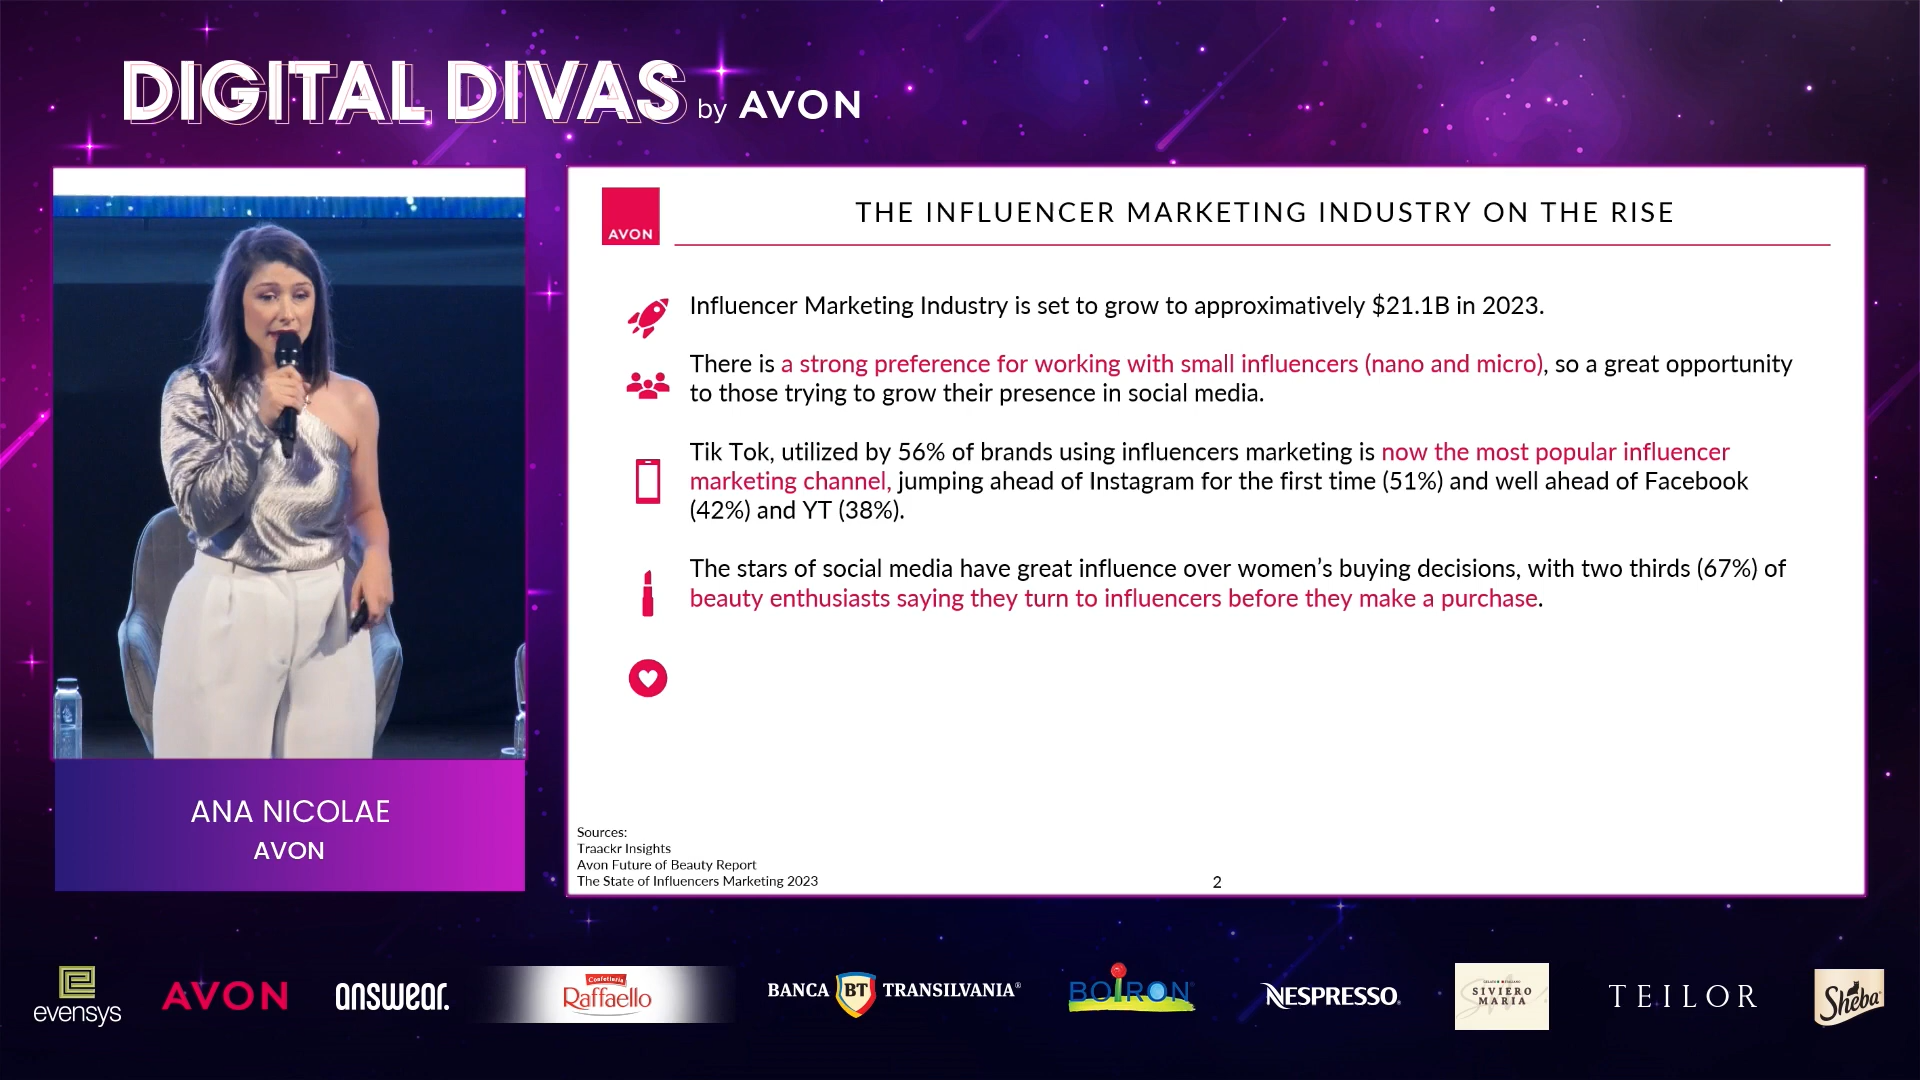 DIGITAL DIVAS by AVON
AVON
THE INFLUENCER MARKETING INDUSTRY ON THE RISE
Influencer Marketing Industry is set to grow to approximatively $21.1B in 2023.
There is a strong preference for working with small influencers (nano and micro), so a great opportunity
to those trying to grow their presence in social media.
Tik Tok, utilized by 56% of brands using influencers marketing is now the most popular influencer
marketing channel, jumping ahead of Instagram for the first time (51%) and well ahead of Facebook
(42%) and YT (38%).
The stars of social media have great influence over women’s buying decisions, with two thirds (67%) of
beauty enthusiasts saying they turn to influencers before they make a purchase.
Sources:
Traackr Insights
Avon Future of Beauty Report
The State of Influencers Marketing 2023
2
ANA NICOLAE
AVON
evensys
AVON
answear.
Confetteria
Raffaello
BANCA BT TRANSILVANIA®
BOIRON
NESPRESSO.
SIVIERO
MARIA
TEILOR
Sheba